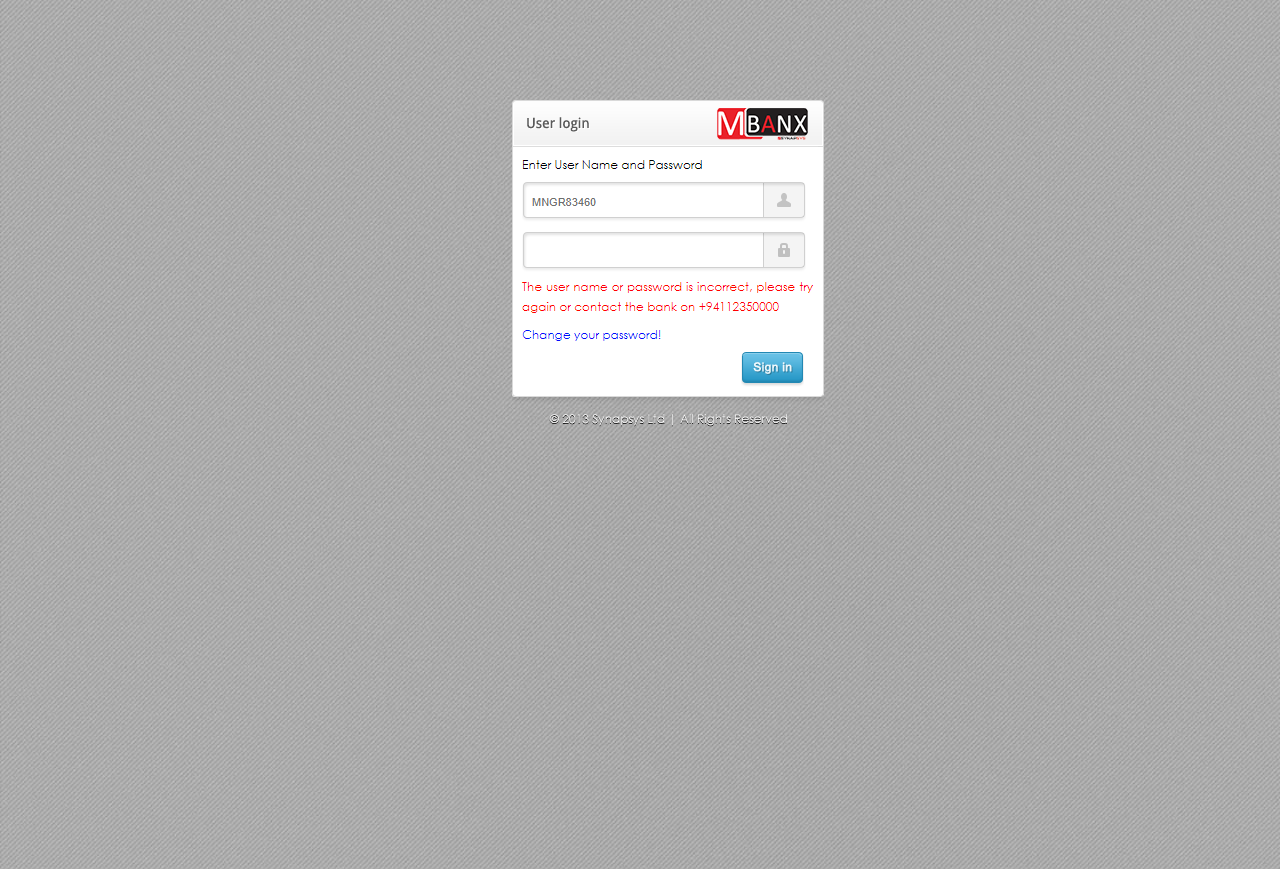 User login
MBANX
Enter User Name and Password
MNGR83460
The user name or password is incorrect, please try
again or contact the bank on +94112350000
Change your password!
Sign in
© 2013 Synapsys Ltd | All Rights Reserved